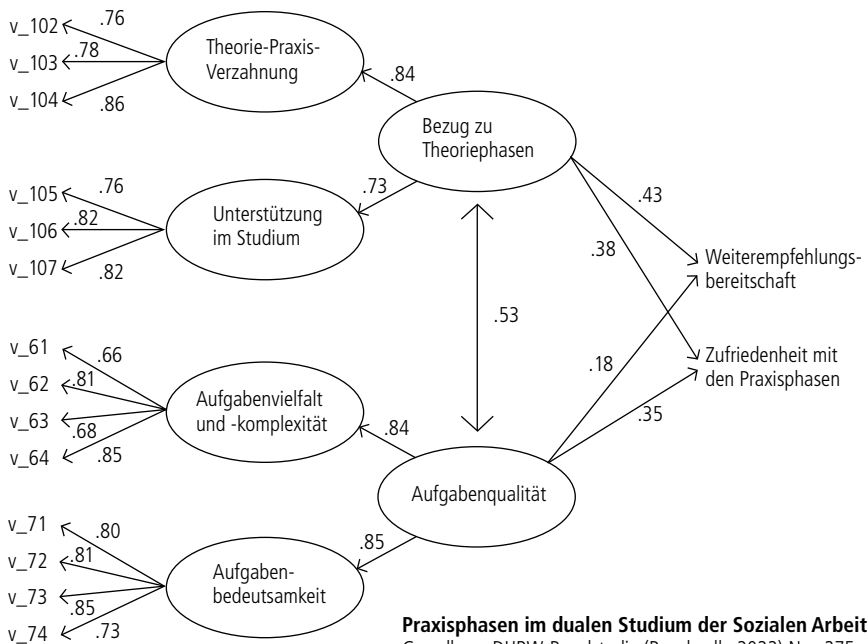 v_102
.76
v_103
.78
v_104
.86
Theorie-Praxis-
Verzahnung
.84
Bezug zu
Theoriephasen
v_105
.76
v_106
.82
v_107
.82
Unterstützung
im Studium
.73
.43
.38
Weiterempfehlungs-
bereitschaft
.53
v_61
.66
v_62
.81
v_63
.68
v_64
.85
Aufgabenvielfalt
und -komplexität
.84
.18
Zufriedenheit mit
den Praxisphasen
.35
Aufgabenqualität
v_71
.80
v_72
.81
v_73
.85
v_74
.73
Aufgaben-
bedeutsamkeit
.85
Praxisphasen im dualen Studium der Sozialen Arbeit